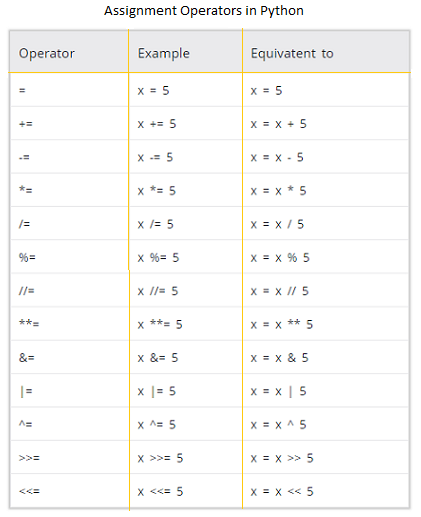 Assignment Operators in Python
Operator Example Equivalent to
= x = 5 x = 5
+= x += 5 x = x + 5
-= x -= 5 x = x - 5
*= x *= 5 x = x * 5
/= x /= 5 x = x / 5
%= x %= 5 x = x % 5
//= x //= 5 x = x // 5
**= x **= 5 x = x ** 5
&= x &= 5 x = x & 5
|= x |= 5 x = x | 5
^= x ^= 5 x = x ^ 5
>>= x >>= 5 x = x >> 5
<<= x <<= 5 x = x << 5